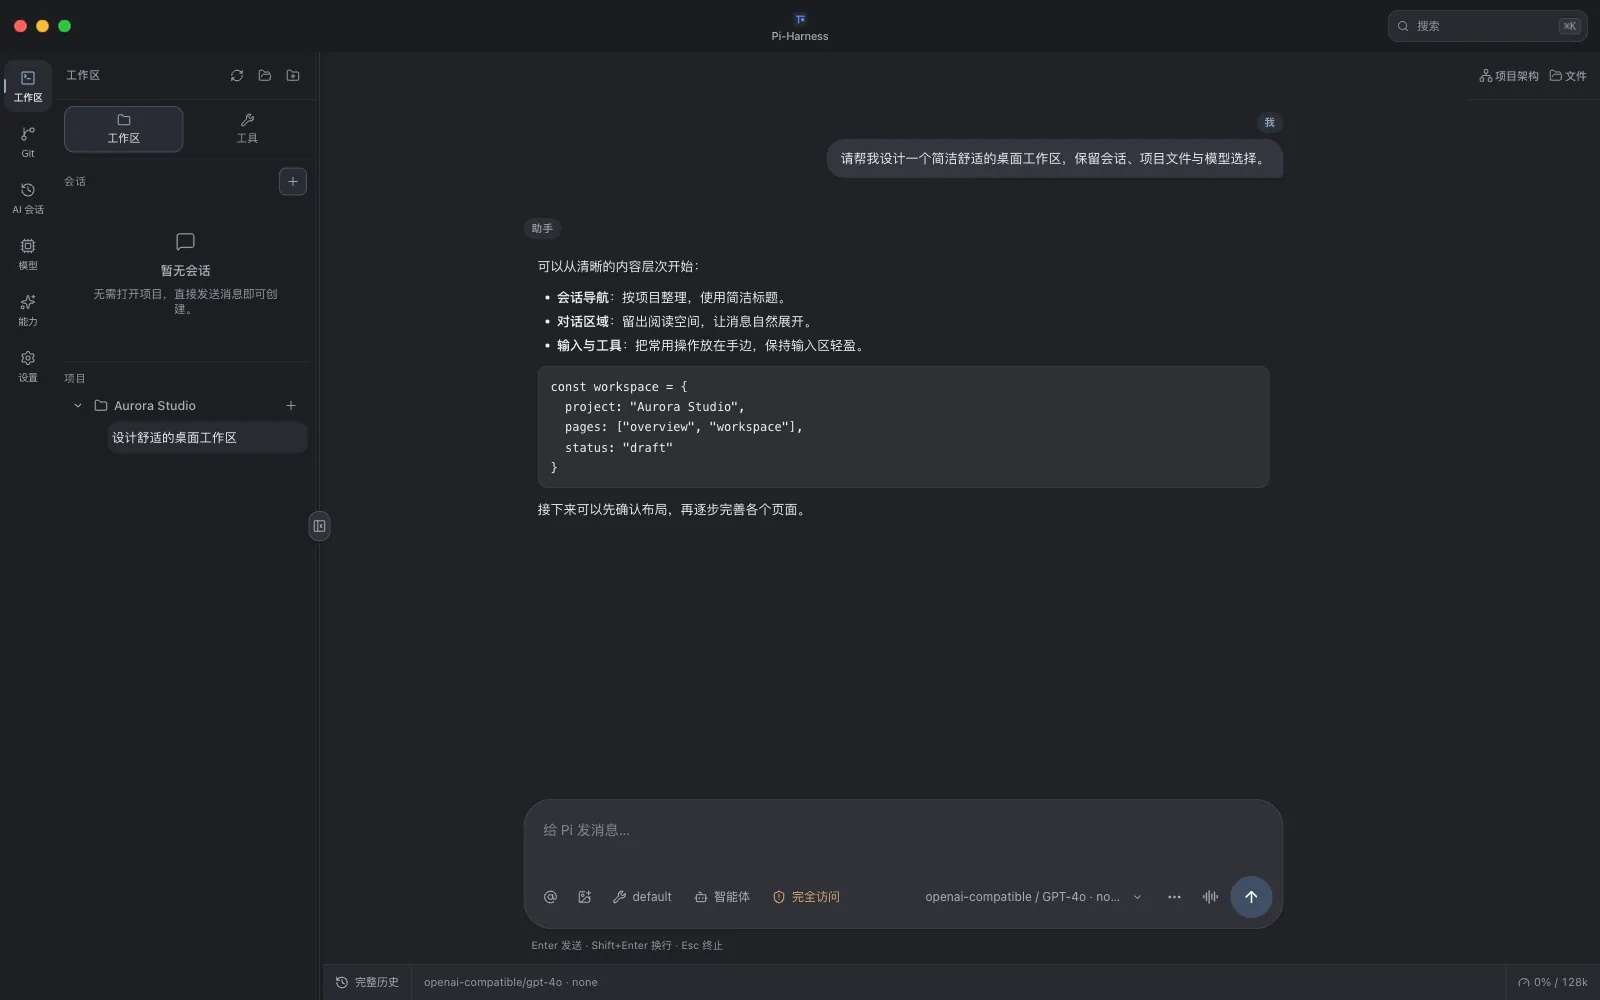 Pi-Harness
搜索
⌘K
工作区
Git
AI 会话
模型
能力
设置
工作区
工作区
工具
会话
暂无会话
无需打开项目，直接发送消息即可创
建。
项目
Aurora Studio
设计舒适的桌面工作区
项目架构
文件
我
请帮我设计一个简洁舒适的桌面工作区，保留会话、项目文件与模型选择。
助手
可以从清晰的内容层次开始：
• 会话导航：按项目整理，使用简洁标题。
• 对话区域：留出阅读空间，让消息自然展开。
• 输入与工具：把常用操作放在手边，保持输入区轻盈。
const workspace = {
  project: "Aurora Studio",
  pages: ["overview", "workspace"],
  status: "draft"
}
接下来可以先确认布局，再逐步完善各个页面。
给 Pi 发消息...
default
智能体
完全访问
openai-compatible / GPT-4o · no...
Enter 发送 · Shift+Enter 换行 · Esc 终止
完整历史
openai-compatible/gpt-4o · none
0% / 128k